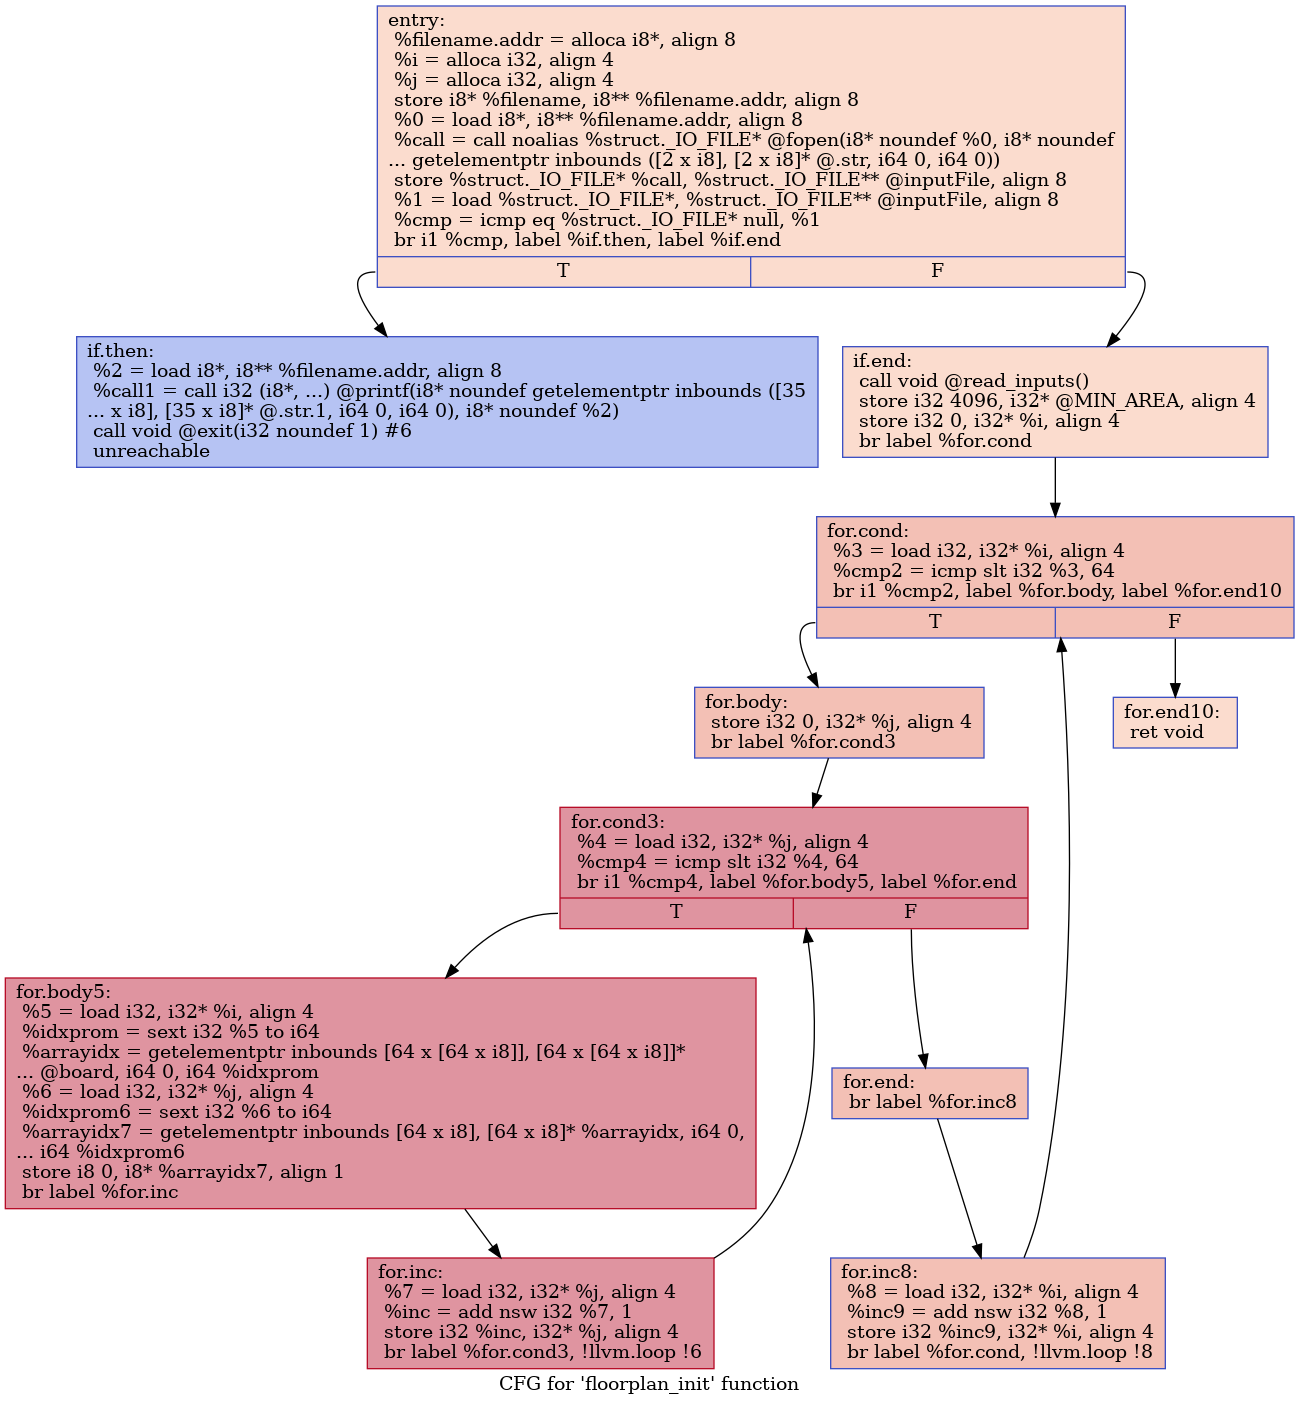 entry:
%filename.addr = alloca i8*, align 8
%i = alloca i32, align 4
%j = alloca i32, align 4
store i8* %filename, i8** %filename.addr, align 8
%0 = load i8*, i8** %filename.addr, align 8
%call = call noalias %struct._IO_FILE* @fopen(i8* noundef %0, i8* noundef
... getelementptr inbounds ([2 x i8], [2 x i8]* @.str, i64 0, i64 0))
store %struct._IO_FILE* %call, %struct._IO_FILE** @inputFile, align 8
%1 = load %struct._IO_FILE*, %struct._IO_FILE** @inputFile, align 8
%cmp = icmp eq %struct._IO_FILE* null, %1
br i1 %cmp, label %if.then, label %if.end
T
F
if.then:
%2 = load i8*, i8** %filename.addr, align 8
%call1 = call i32 (i8*, ...) @printf(i8* noundef getelementptr inbounds ([35
... x i8], [35 x i8]* @.str.1, i64 0, i64 0), i8* noundef %2)
call void @exit(i32 noundef 1) #6
unreachable
if.end:
call void @read_inputs()
store i32 4096, i32* @MIN_AREA, align 4
store i32 0, i32* %i, align 4
br label %for.cond
for.cond:
%3 = load i32, i32* %i, align 4
%cmp2 = icmp slt i32 %3, 64
br i1 %cmp2, label %for.body, label %for.end10
T
F
for.body:
store i32 0, i32* %j, align 4
br label %for.cond3
for.end10:
ret void
for.cond3:
%4 = load i32, i32* %j, align 4
%cmp4 = icmp slt i32 %4, 64
br i1 %cmp4, label %for.body5, label %for.end
T
F
for.body5:
%5 = load i32, i32* %i, align 4
%idxprom = sext i32 %5 to i64
%arrayidx = getelementptr inbounds [64 x [64 x i8]], [64 x [64 x i8]]*
... @board, i64 0, i64 %idxprom
%6 = load i32, i32* %j, align 4
%idxprom6 = sext i32 %6 to i64
%arrayidx7 = getelementptr inbounds [64 x i8], [64 x i8]* %arrayidx, i64 0,
... i64 %idxprom6
store i8 0, i8* %arrayidx7, align 1
br label %for.inc
for.end:
br label %for.inc8
for.inc:
%7 = load i32, i32* %j, align 4
%inc = add nsw i32 %7, 1
store i32 %inc, i32* %j, align 4
br label %for.cond3, !llvm.loop !6
for.inc8:
%8 = load i32, i32* %i, align 4
%inc9 = add nsw i32 %8, 1
store i32 %inc9, i32* %i, align 4
br label %for.cond, !llvm.loop !8
CFG for 'floorplan_init' function